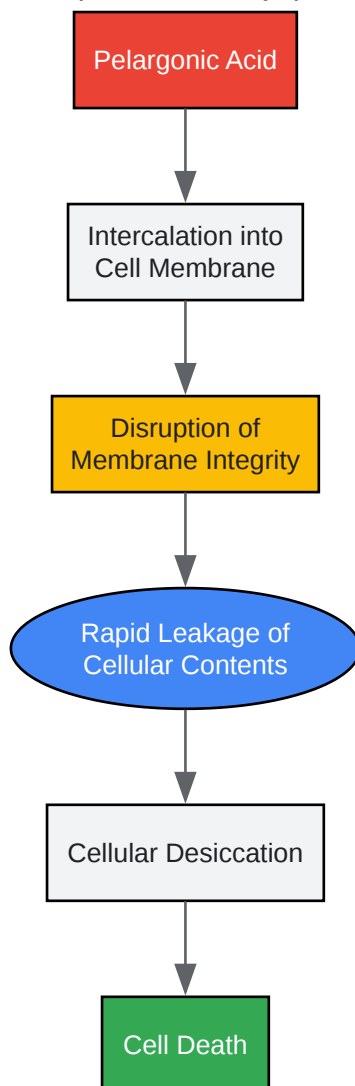 Pelargonic Acid
Intercalation into
Cell Membrane
Disruption of
Membrane Integrity
Rapid Leakage of
Cellular Contents
Cellular Desiccation
Cell Death